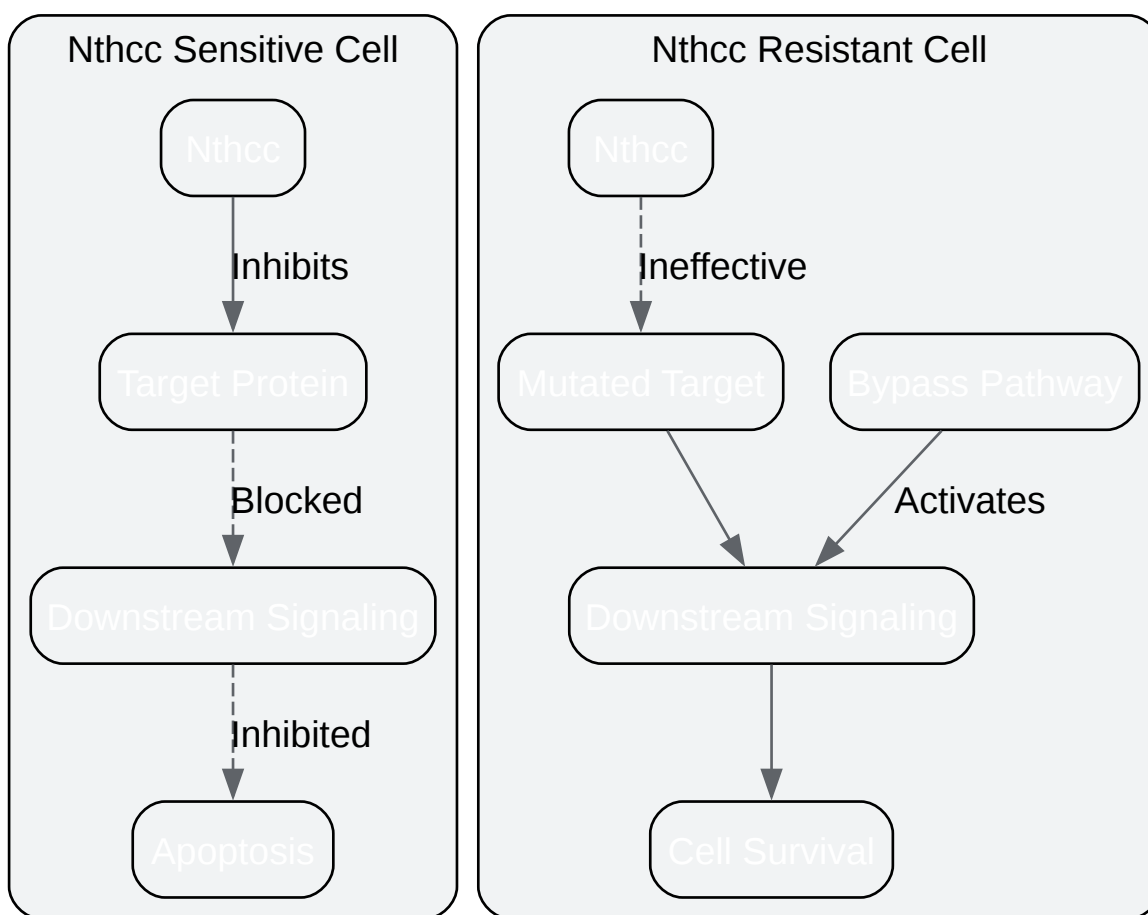 Nthcc Sensitive Cell
Nthcc
Inhibits
Target Protein
Blocked
Downstream Signaling
Inhibited
Apoptosis
Nthcc Resistant Cell
Nthcc
Ineffective
Mutated Target
Bypass Pathway
Activates
Downstream Signaling
Cell Survival